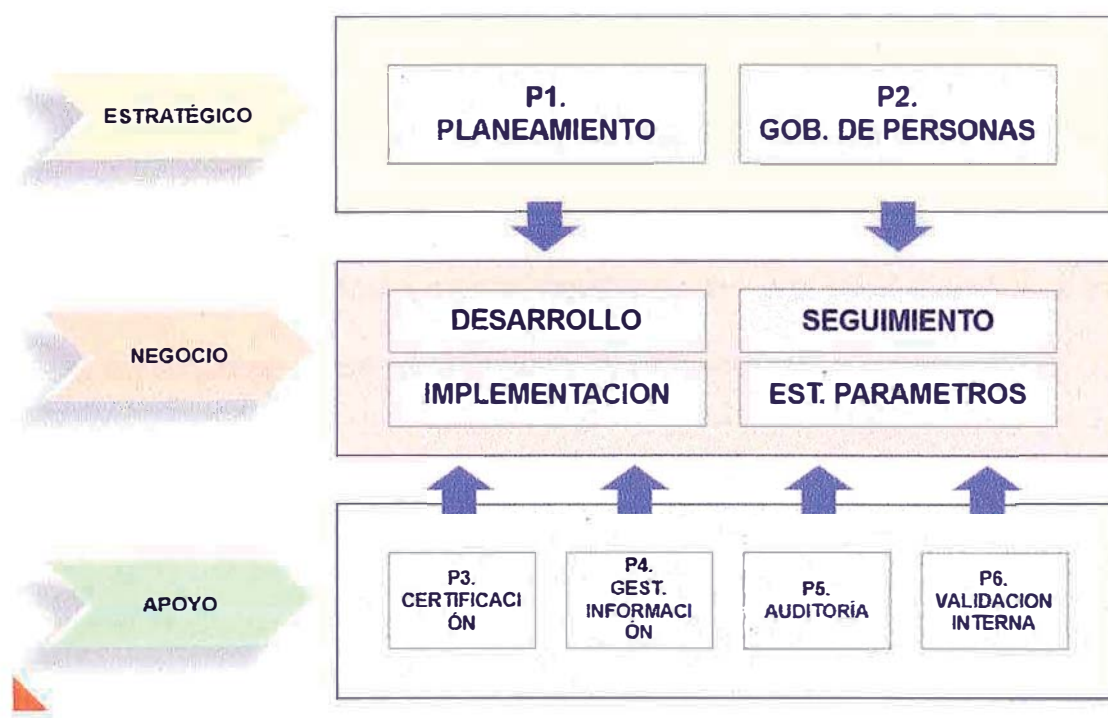 ESTRATÉGICO
P1.
PLANEAMIENTO
P2.
GOB. DE PERSONAS
NEGOCIO
DESARROLLO
SEGUIMIENTO
IMPLEMENTACION
EST. PARAMETROS
APOYO
P3.
CERTIFICACI
ÓN
P4.
GEST.
INFORMACI
ÓN
P5.
AUDITORÍA
P6.
VALIDACION
INTERNA